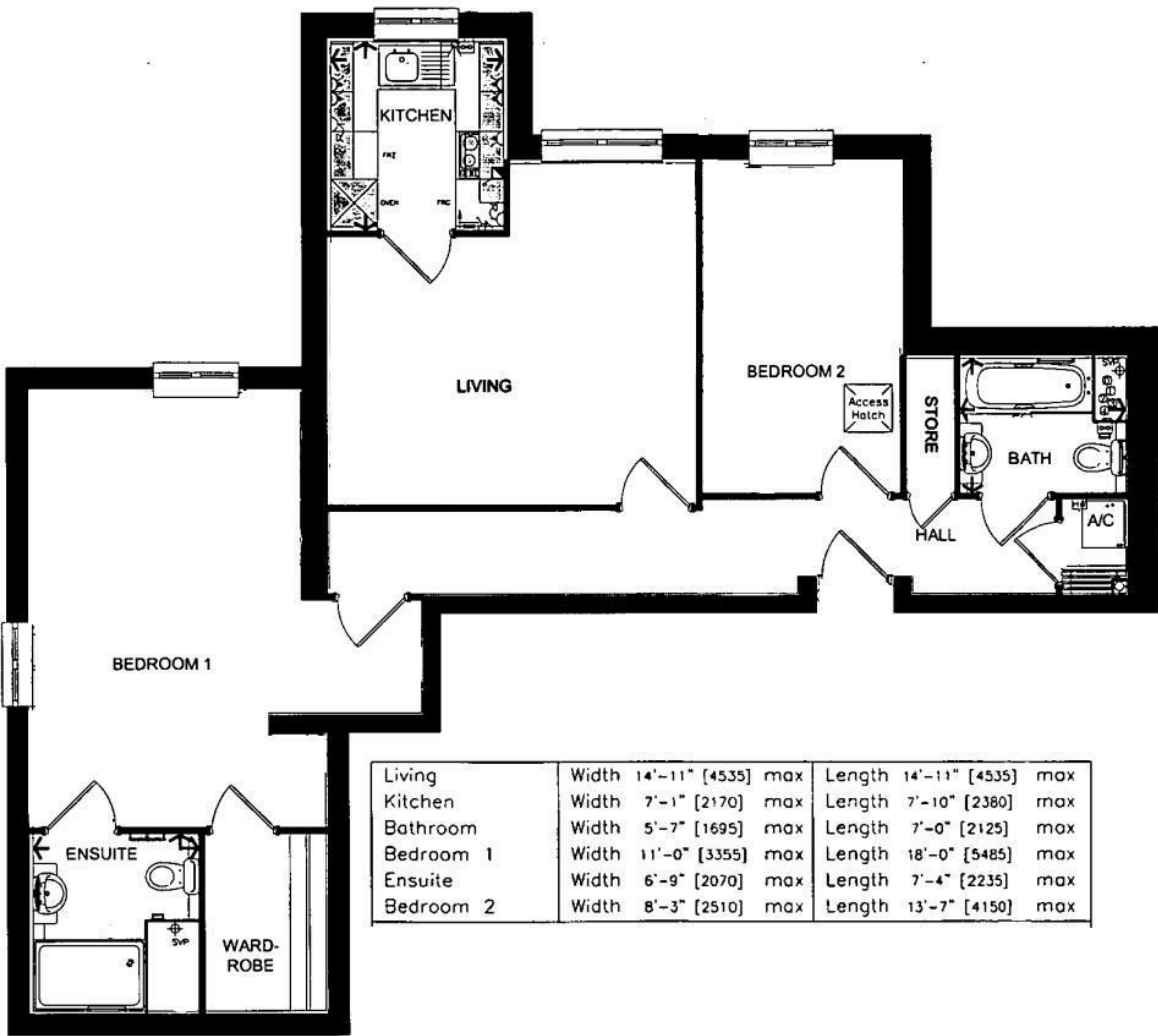 KITCHEN
FRZ
OVEN
FRG
LIVING
BEDROOM 2
Access
Hatch
STORE
SVP
BATH
HALL
A/C
BEDROOM 1
ENSUITE
SVP
WARD-
ROBE
Living Width 14'-11" [4535] max Length 14'-11" [4535] max
Kitchen Width 7'-1" [2170] max Length 7'-10" [2380] max
Bathroom Width 5'-7" [1695] max Length 7'-0" [2125] max
Bedroom 1 Width 11'-0" [3355] max Length 18'-0" [5485] max
Ensuite Width 6'-9" [2070] max Length 7'-4" [2235] max
Bedroom 2 Width 8'-3" [2510] max Length 13'-7" [4150] max